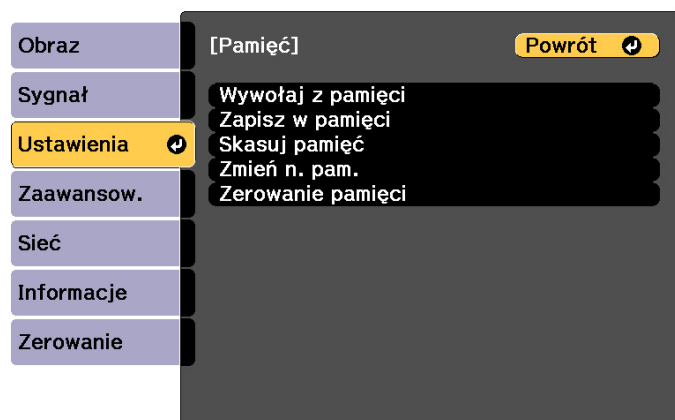 Obraz
Sygnał
Ustawienia
Zaawansow.
Sieć
Informacje
Zerowanie
[Pamięć]
Powrót
Wywołaj z pamięci
Zapisz w pamięci
Skasuj pamięć
Zmień n. pam.
Zerowanie pamięci